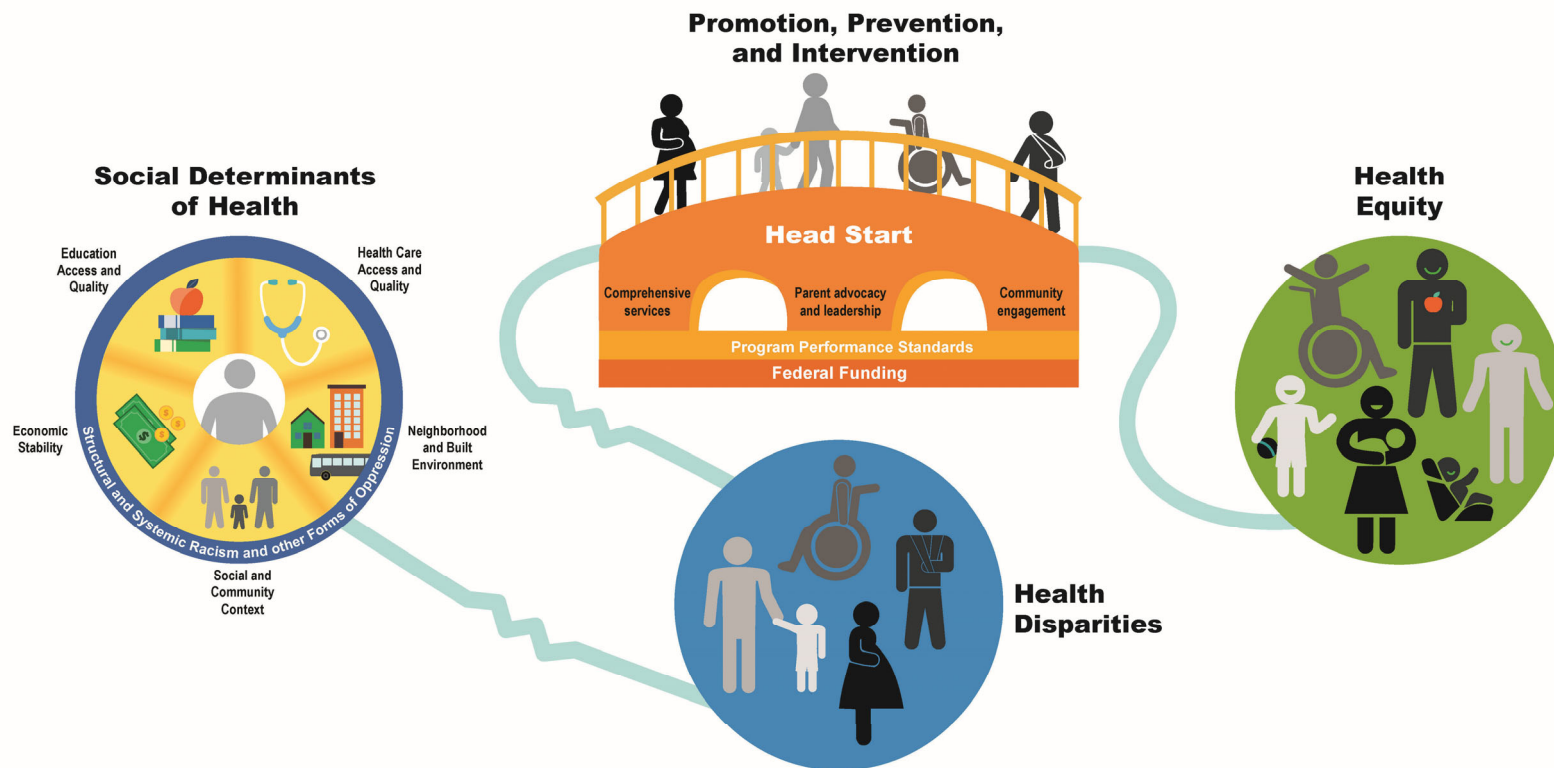 Promotion, Prevention,
and Intervention
Social Determinants
of Health
Education
Access and
Quality
Health Care
Access and
Quality
Economic
Stability
Neighborhood
and Built
Environment
Structural and Systemic Racism and other Forms of Oppression
Social and
Community
Context
Head Start
Comprehensive
services
Parent advocacy
and leadership
Community
engagement
Program Performance Standards
Federal Funding
Health
Disparities
Health
Equity